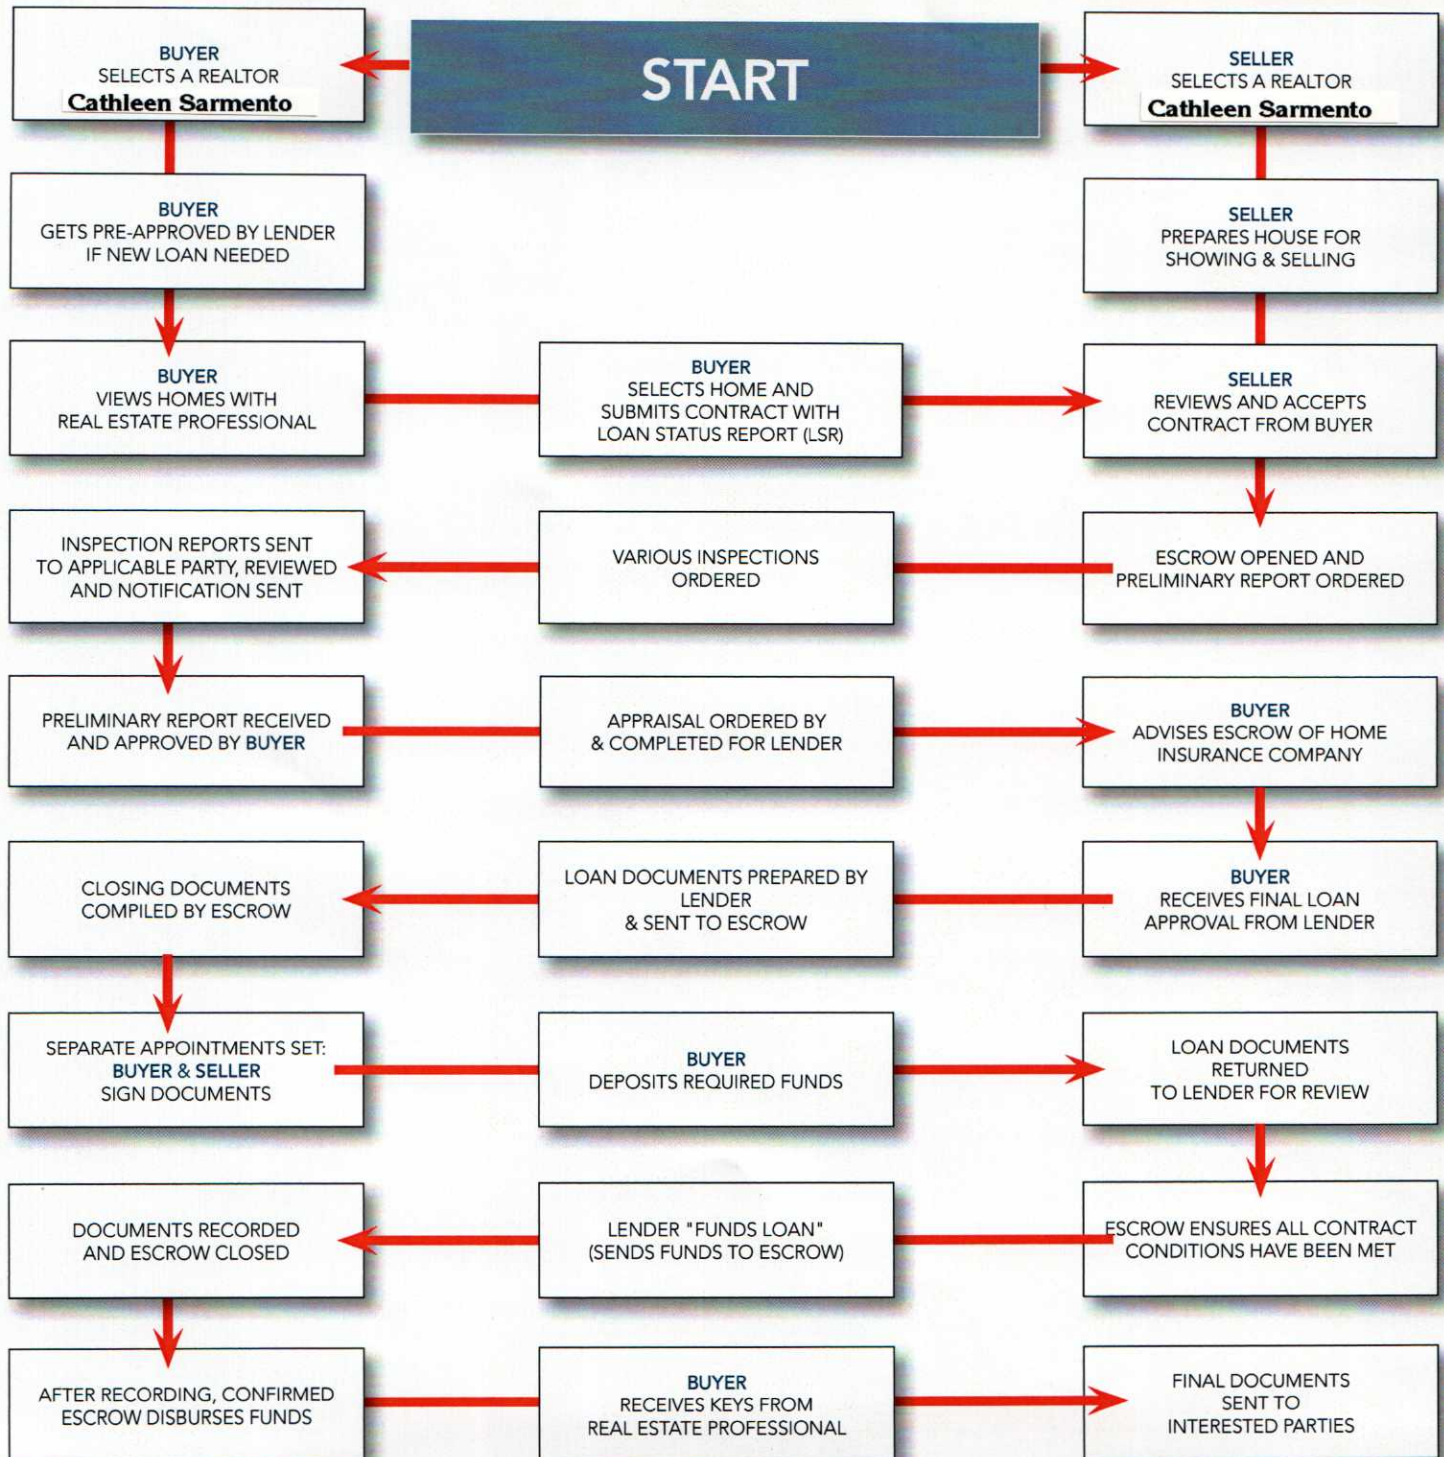 START
BUYER
SELECTS A REALTOR
Cathleen Sarmento
SELLER
SELECTS A REALTOR
Cathleen Sarmento
BUYER
GETS PRE-APPROVED BY LENDER
IF NEW LOAN NEEDED
SELLER
PREPARES HOUSE FOR
SHOWING & SELLING
BUYER
VIEWS HOMES WITH
REAL ESTATE PROFESSIONAL
BUYER
SELECTS HOME AND
SUBMITS CONTRACT WITH
LOAN STATUS REPORT (LSR)
SELLER
REVIEWS AND ACCEPTS
CONTRACT FROM BUYER
ESCROW OPENED AND
PRELIMINARY REPORT ORDERED
VARIOUS INSPECTIONS
ORDERED
INSPECTION REPORTS SENT
TO APPLICABLE PARTY, REVIEWED
AND NOTIFICATION SENT
PRELIMINARY REPORT RECEIVED
AND APPROVED BY BUYER
APPRAISAL ORDERED BY
& COMPLETED FOR LENDER
BUYER
ADVISES ESCROW OF HOME
INSURANCE COMPANY
BUYER
RECEIVES FINAL LOAN
APPROVAL FROM LENDER
LOAN DOCUMENTS PREPARED BY
LENDER
& SENT TO ESCROW
CLOSING DOCUMENTS
COMPILED BY ESCROW
SEPARATE APPOINTMENTS SET:
BUYER & SELLER
SIGN DOCUMENTS
BUYER
DEPOSITS REQUIRED FUNDS
LOAN DOCUMENTS
RETURNED
TO LENDER FOR REVIEW
ESCROW ENSURES ALL CONTRACT
CONDITIONS HAVE BEEN MET
LENDER "FUNDS LOAN"
(SENDS FUNDS TO ESCROW)
DOCUMENTS RECORDED
AND ESCROW CLOSED
AFTER RECORDING, CONFIRMED
ESCROW DISBURSES FUNDS
BUYER
RECEIVES KEYS FROM
REAL ESTATE PROFESSIONAL
FINAL DOCUMENTS
SENT TO
INTERESTED PARTIES